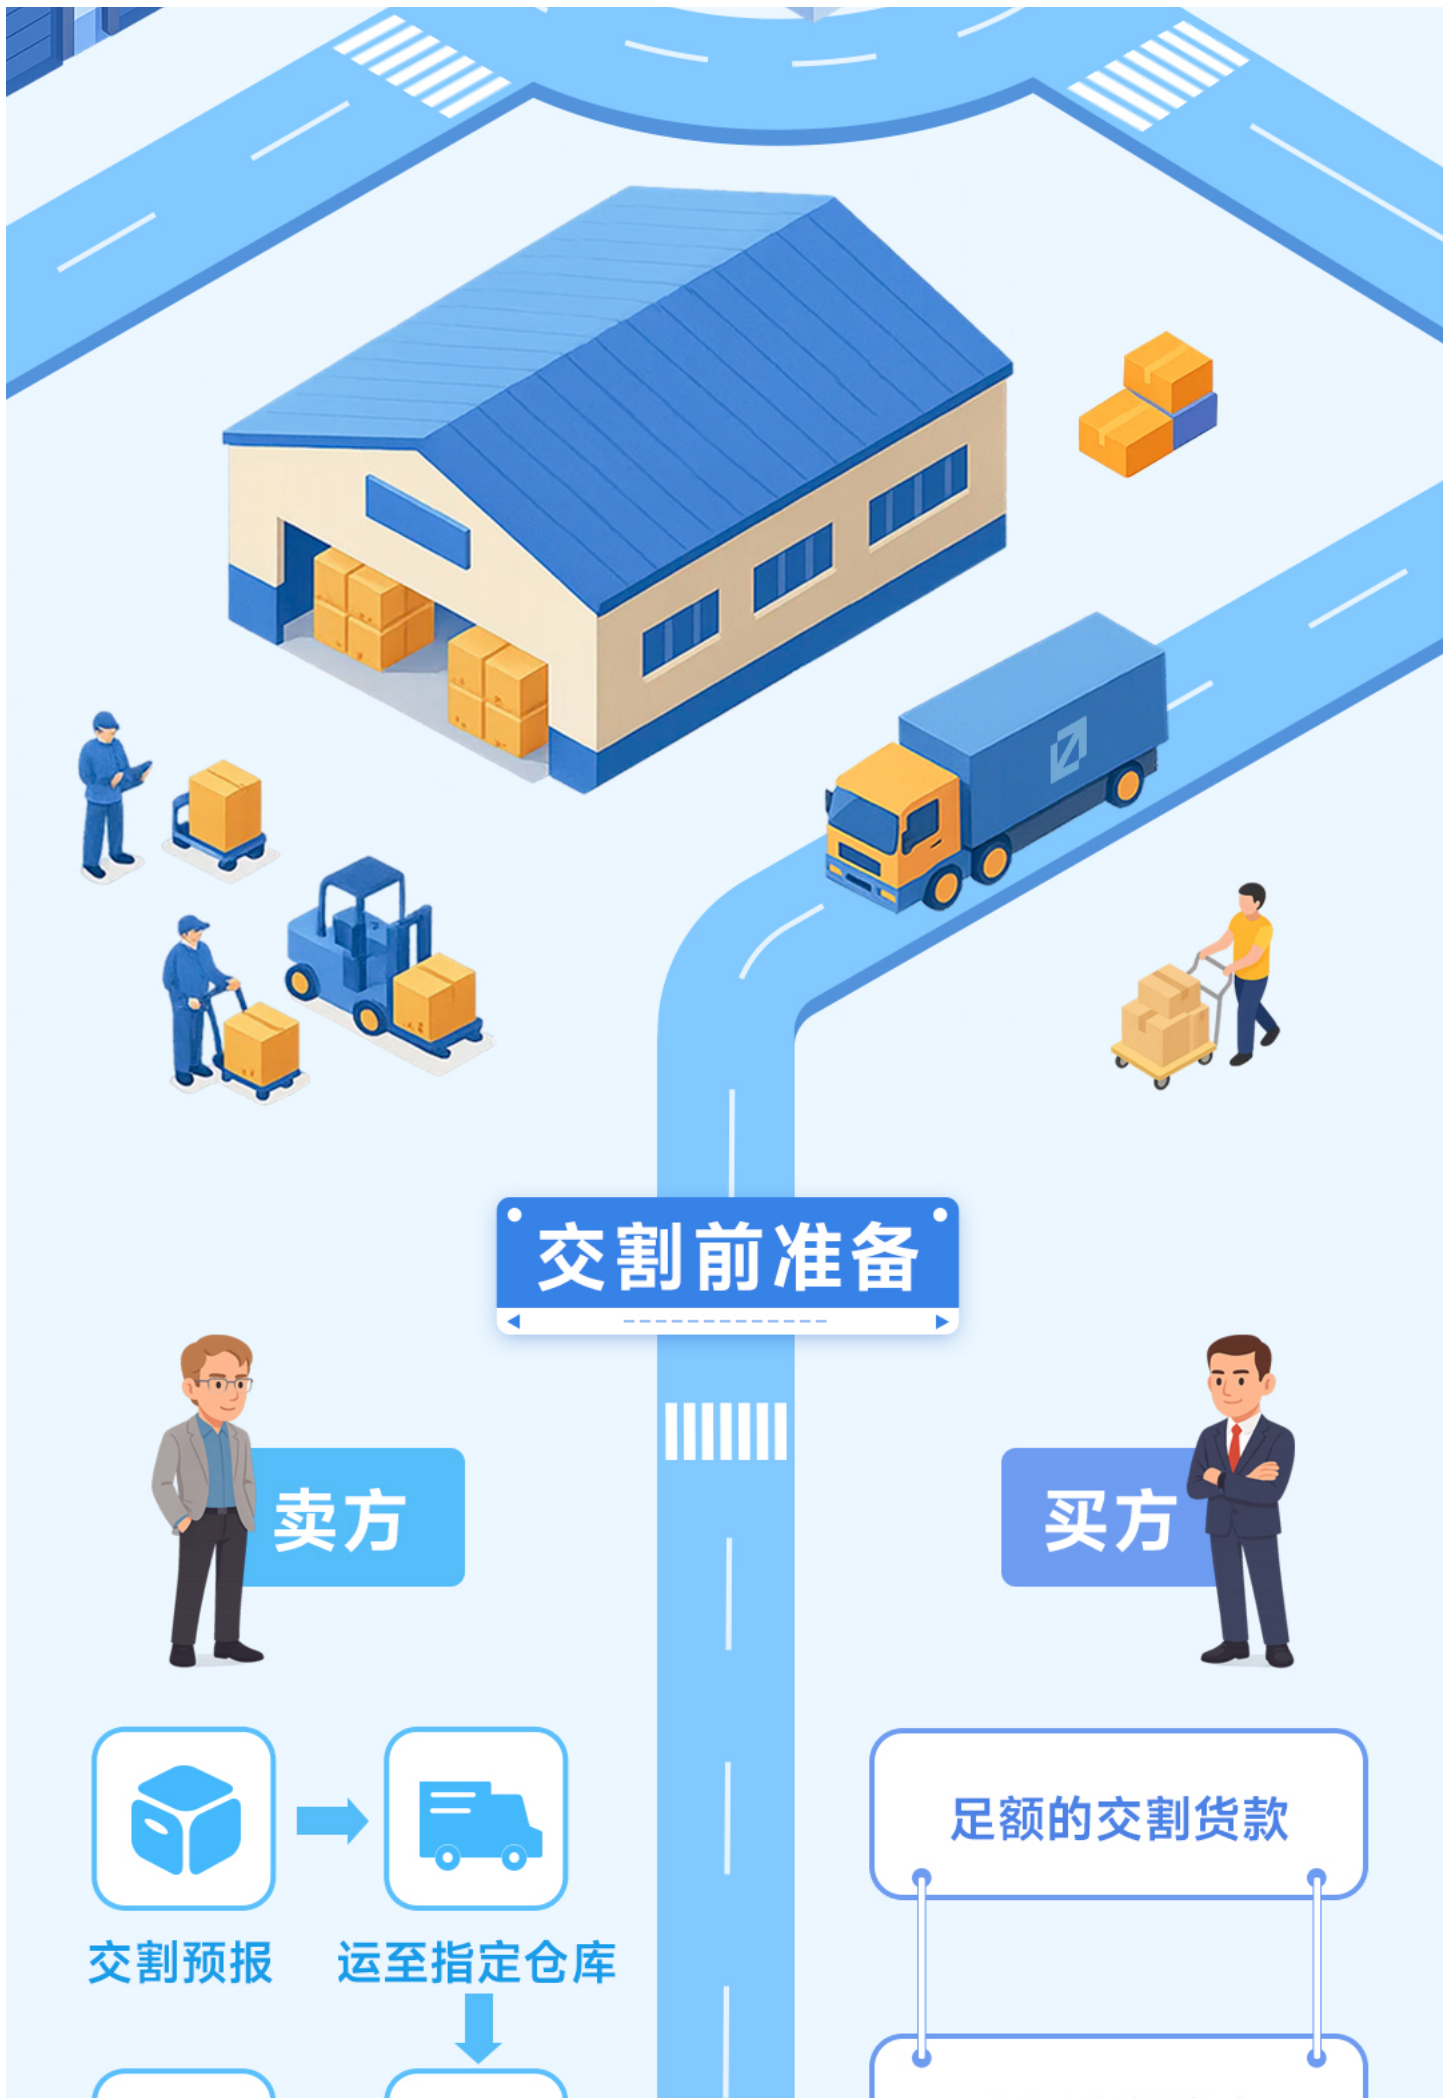 交割前准备
卖方
买方
交割预报
运至指定仓库
足额的交割货款